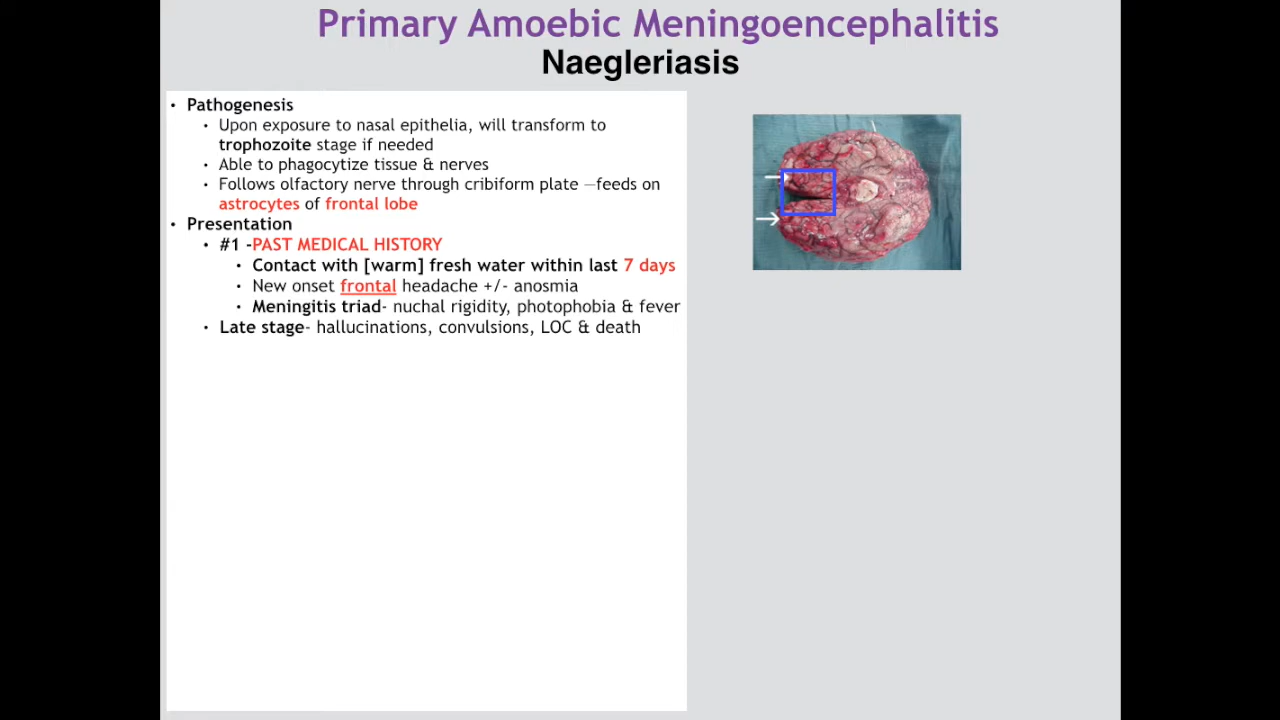 Primary Amoebic Meningoencephalitis
Naegleriasis
• Pathogenesis
• Upon exposure to nasal epithelia, will transform to
trophozoite stage if needed
• Able to phagocytize tissue & nerves
• Follows olfactory nerve through cribiform plate —feeds on
astrocytes of frontal lobe
• Presentation
• #1 -PAST MEDICAL HISTORY
• Contact with [warm] fresh water within last 7 days
• New onset frontal headache +/- anosmia
• Meningitis triad- nuchal rigidity, photophobia & fever
• Late stage- hallucinations, convulsions, LOC & death